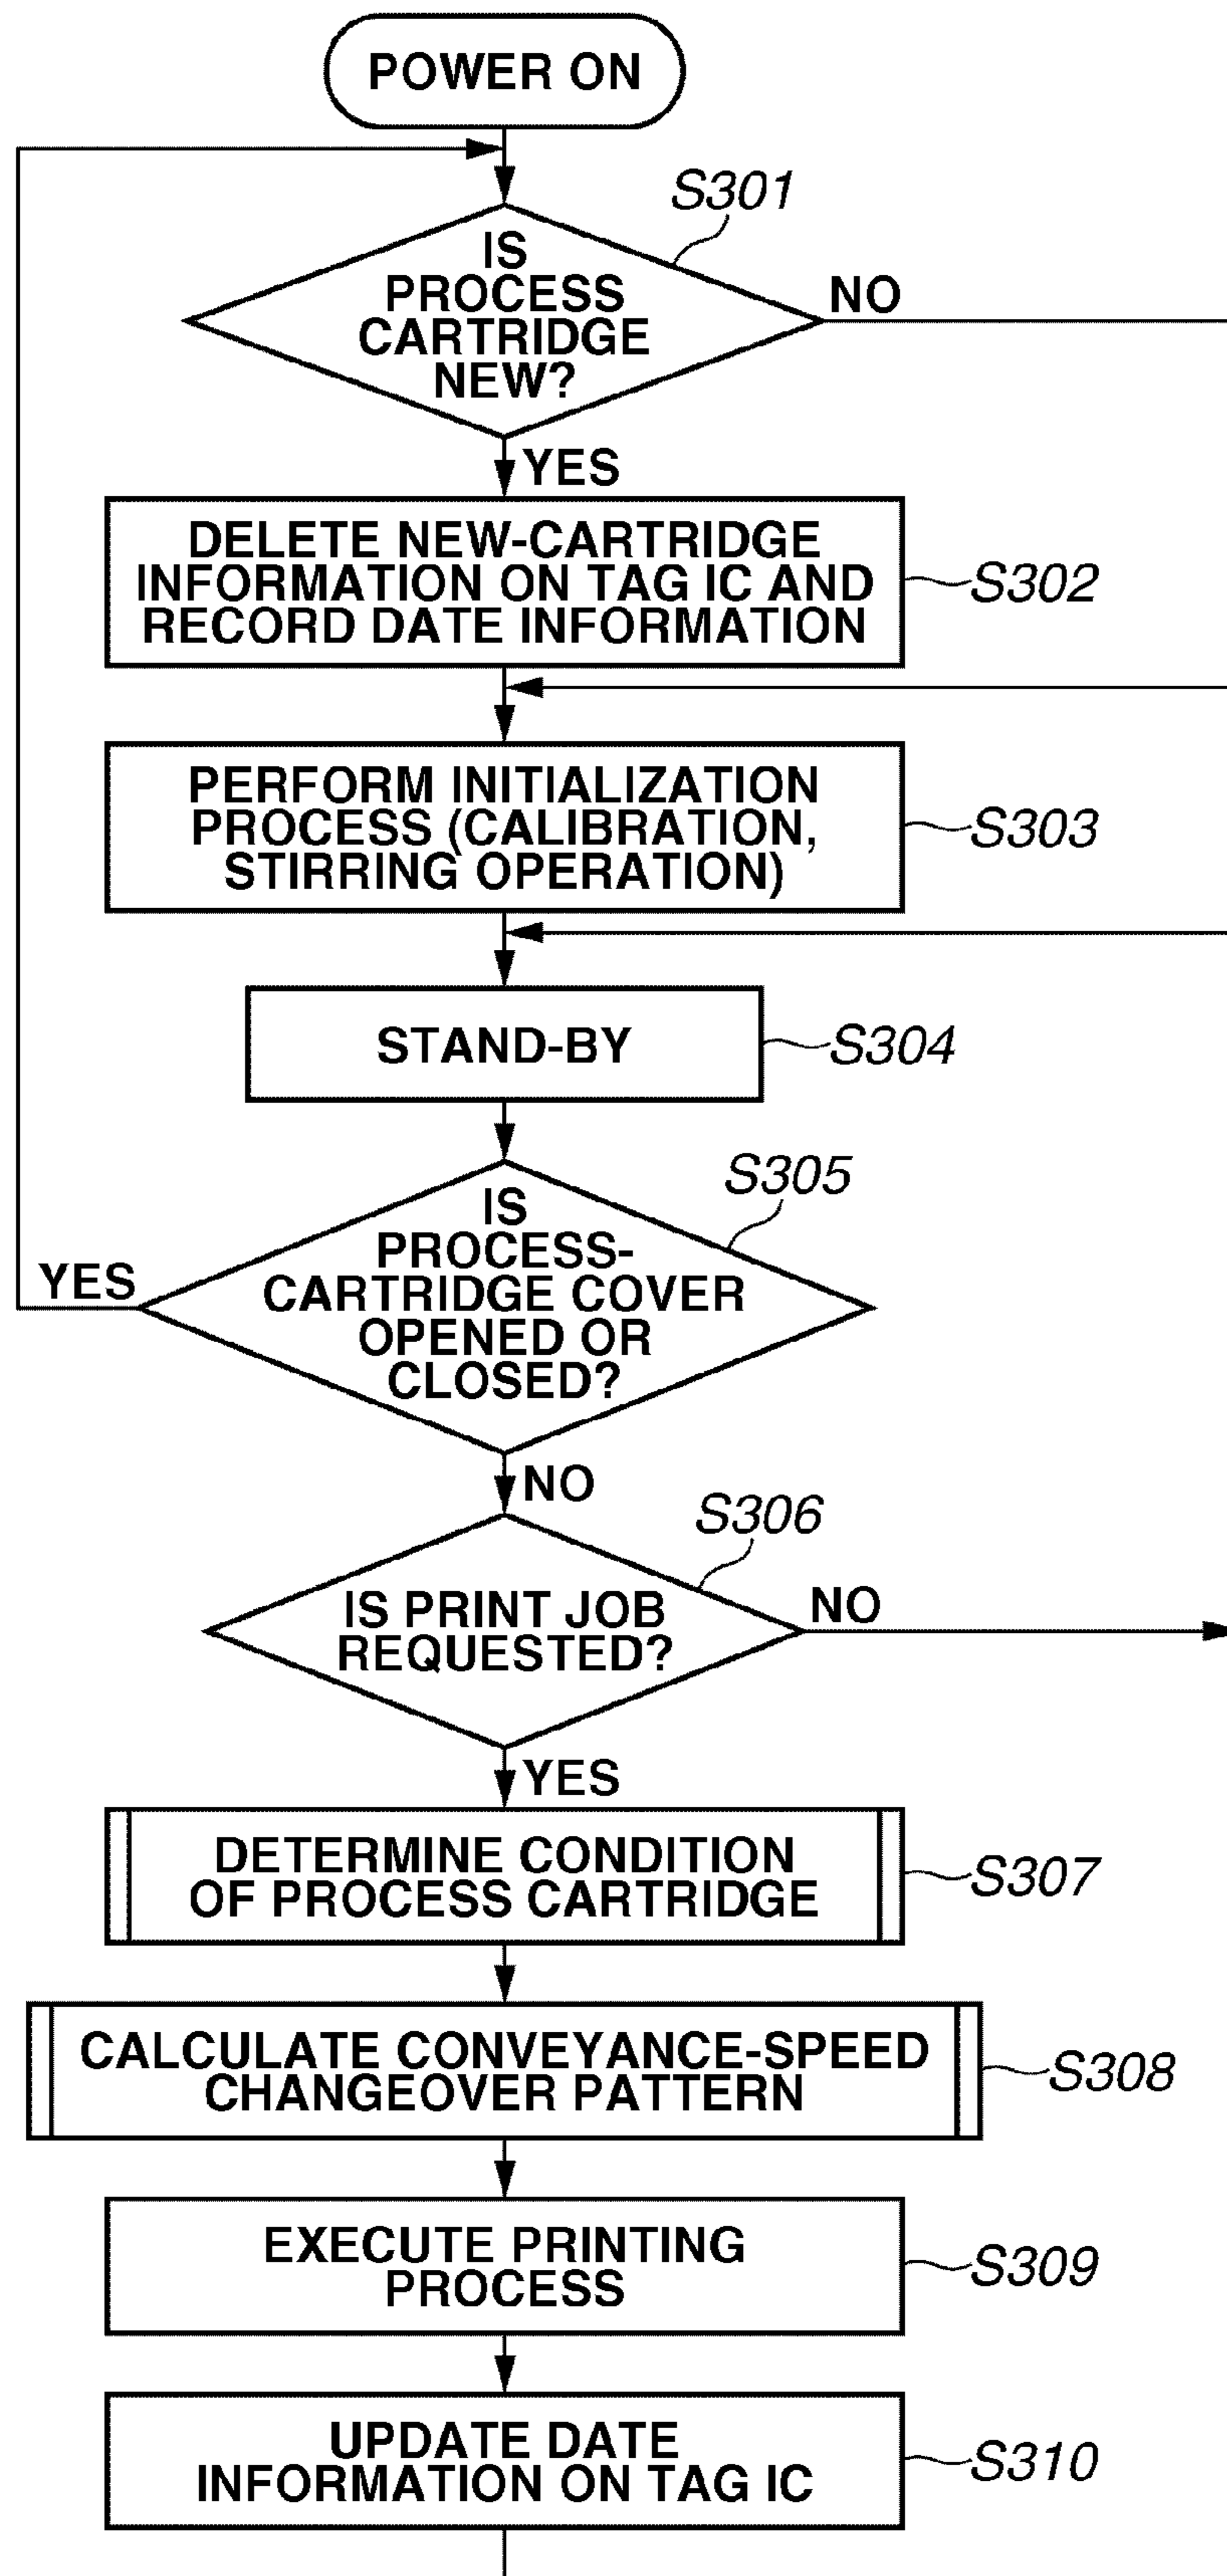 POWER ON
S301
IS
PROCESS
CARTRIDGE
NEW?
NO
YES
DELETE NEW-CARTRIDGE
INFORMATION ON TAG IC AND
RECORD DATE INFORMATION
S302
PERFORM INITIALIZATION
PROCESS (CALIBRATION,
STIRRING OPERATION)
S303
STAND-BY
S304
S305
IS
PROCESS-
CARTRIDGE COVER
OPENED OR
CLOSED?
YES
NO
S306
IS PRINT JOB
REQUESTED?
NO
YES
DETERMINE CONDITION
OF PROCESS CARTRIDGE
S307
CALCULATE CONVEYANCE-SPEED
CHANGEOVER PATTERN
S308
EXECUTE PRINTING
PROCESS
S309
UPDATE DATE
INFORMATION ON TAG IC
S310